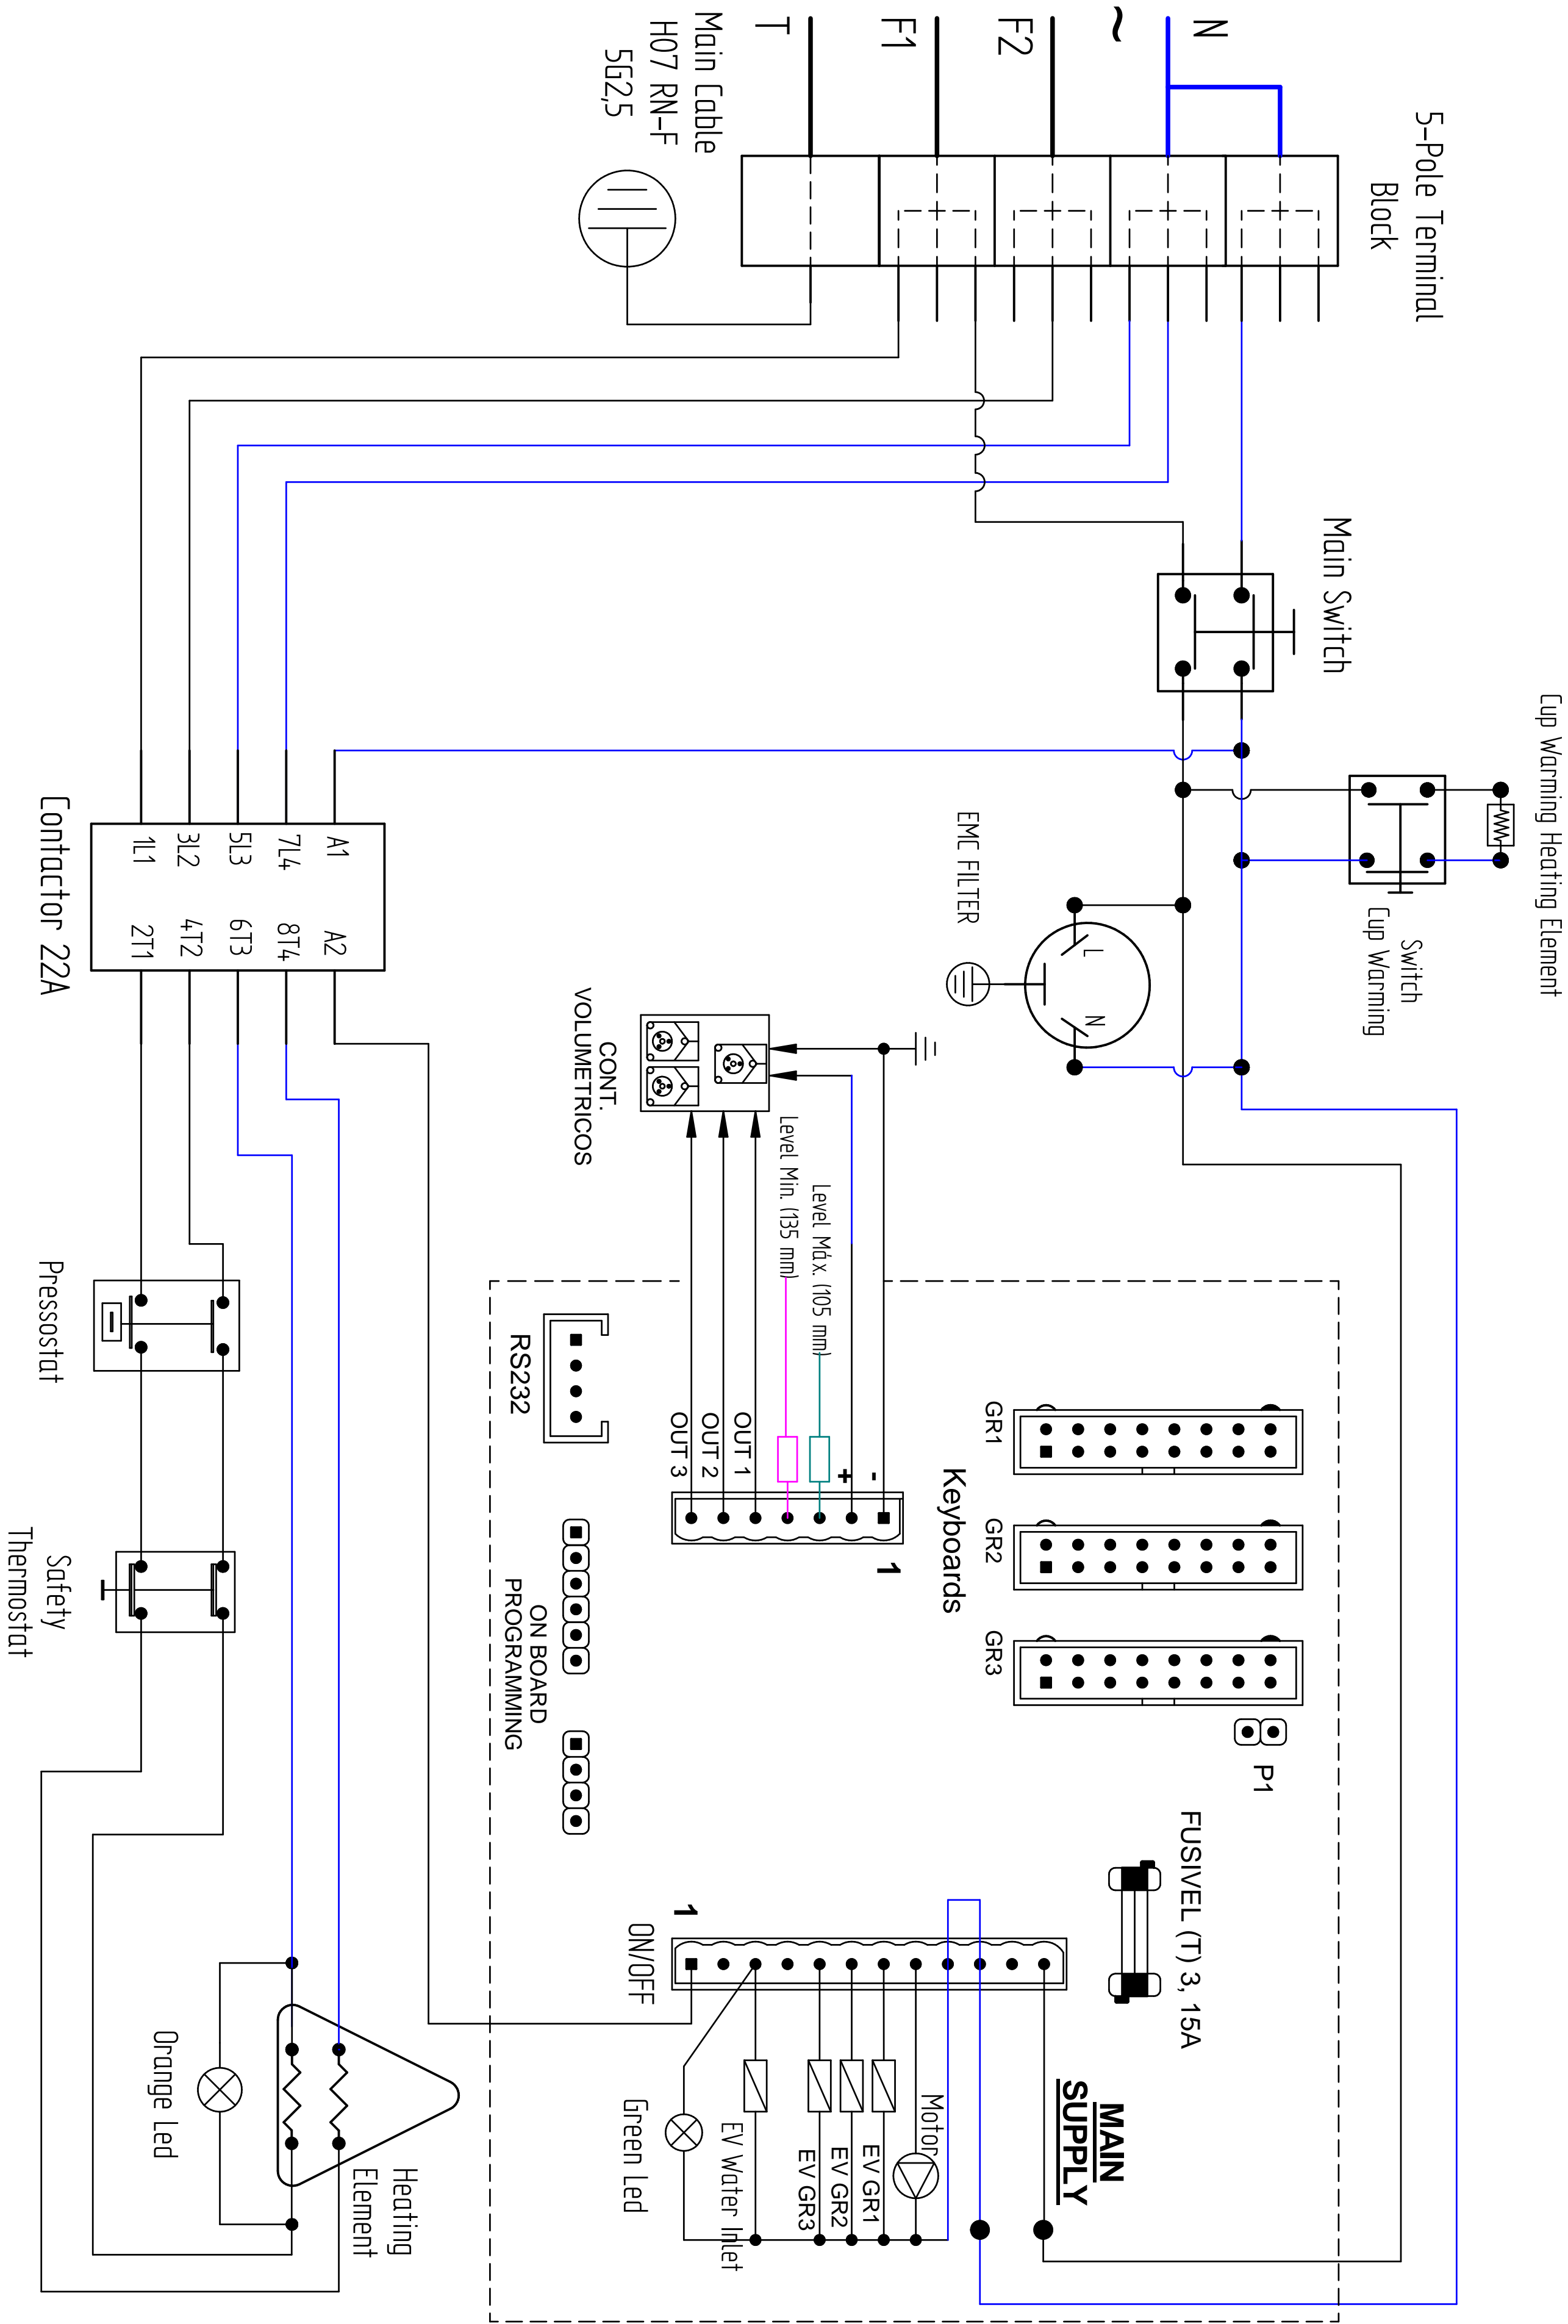 N
~
F2
F1
T
Main Cable
H07 RN-F
5G2,5
5-Pole Terminal
Block
Main Switch
Cup Warming Heating Element
Switch
Cup Warming
EMC FILTER
L
N
A1
7L4
5L3
3L2
1L1
A2
8T4
6T3
4T2
2T1
Contactor 22A
CONT.
VOLUMETRICOS
Level Min. (135 mm)
Level Máx. (105 mm)
Pressostat
Safety
Thermostat
RS232
OUT 3
OUT 2
OUT 1
+
-
1
Keyboards
GR1
GR2
GR3
P1
ON BOARD
PROGRAMMING
FUSIVEL (T) 3, 15A
1
ON/OFF
MAIN
SUPPLY
Motor
EV GR1
EV GR2
EV GR3
EV Water Inlet
Green Led
Orange Led
Heating
Element